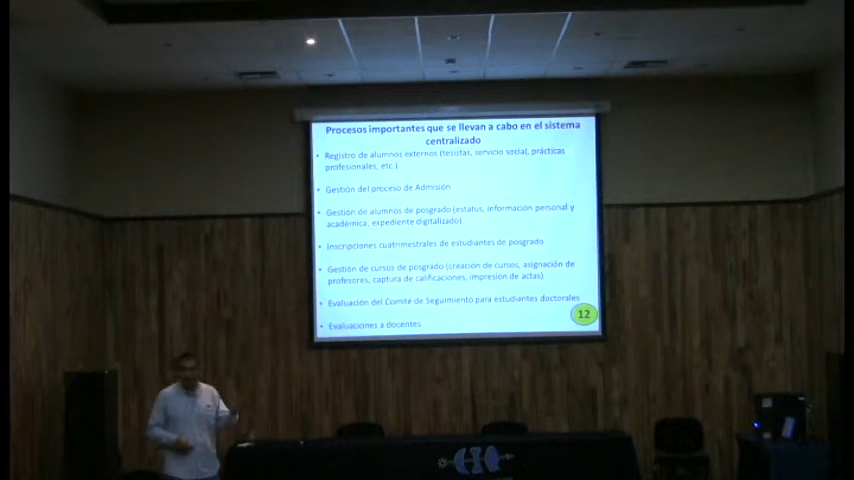 Procesos importantes que se llevan a cabo en el sistema
centralizado
• Registro de alumnos externos (tesistas, servicio social, prácticas
profesionales, etc.)
• Gestión del proceso de Admisión
• Gestión de alumnos de posgrado (estatus, información personal y
académica, expediente digitalizado)
• Inscripciones cuatrimestrales de estudiantes de posgrado
• Gestión de cursos de posgrado (creación de cursos, asignación de
profesores, captura de calificaciones, impresión de actas)
• Evaluación del Comité de Seguimiento para estudiantes doctorales
• Evaluaciones a docentes
12